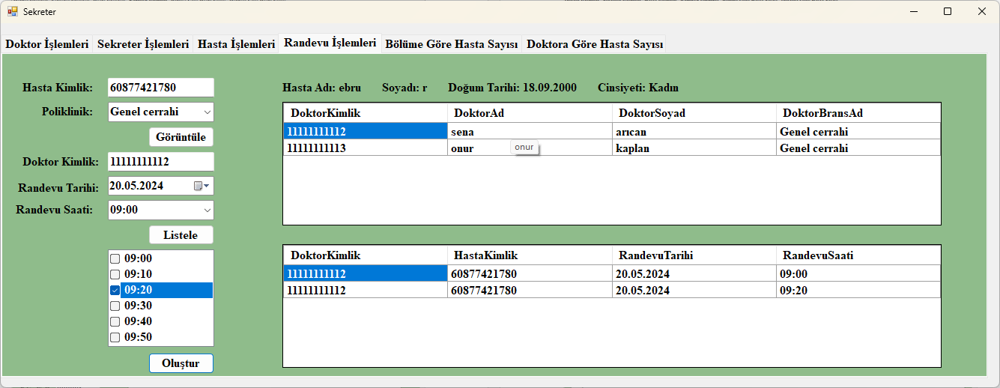 Sekreter
Doktor İşlemleri Sekreter İşlemleri Hasta İşlemleri Randevu İşlemleri Bölüme Göre Hasta Sayısı Doktora Göre Hasta Sayısı
Hasta Kimlik: 60877421780
Poliklinik: Genel cerrahi
Görüntüle
Doktor Kimlik: 11111111112
Randevu Tarihi: 20.05.2024
Randevu Saati: 09:00
Listele
09:00
09:10
09:20
09:30
09:40
09:50
Oluştur
Hasta Adı: ebru Soyadı: r Doğum Tarihi: 18.09.2000 Cinsiyeti: Kadın
DoktorKimlik DoktorAd DoktorSoyad DoktorBransAd
11111111112 sena arıcan Genel cerrahi
11111111113 onur kaplan Genel cerrahi
onur
DoktorKimlik HastaKimlik RandevuTarihi RandevuSaati
11111111112 60877421780 20.05.2024 09:00
11111111112 60877421780 20.05.2024 09:20